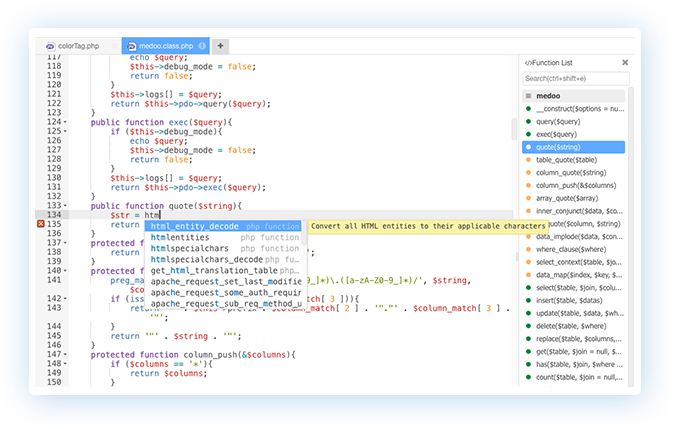 colorTag.php
medoo.class.php
+
117 echo $query;
118 $this->debug_mode = false;
119 return false;
120 }
121 $this->logs[] = $query;
122 return $this->pdo->query($query);
123 }
124 public function exec($query){
125 if ($this->debug_mode){
126 echo $query;
127 $this->debug_mode = false;
128 return false;
129 }
130 $this->logs[] = $query;
131 return $this->pdo->exec($query);
132 }
133 public function quote($string){
134 $str = htm
135 return
136 }
137 protected f
138 return
139 }
140 protected f
141 preg_ma
_]*)\.([a-zA-Z0-9_]*)/', $string,
$co
142 if (iss
match[ 3 ])){
143
column_match[ 2 ] . '"."' . $column_match[ 3 ] .
'"';
144 }
145 return '"' . $string . '"';
146 }
147 protected function column_push(&$columns){
148 if ($columns == '*'){
149 return $columns;
150 }
html_entity_decode php function
htmlentities php function
htmlspecialchars php function
htmlspecialchars_decode php fu...
get_html_translation_table php...
apache_request_set_last_modifie
apache_request_some_auth_requir
apache_request_sub_req_method_u
Convert all HTML entities to their applicable characters
Function List
Search(ctrl+shift+e)
medoo
__construct($options = nu...
query($query)
exec($query)
quote($string)
table_quote($table)
column_quote($string)
column_push(&$columns)
array_quote($array)
inner_conjunct($data, $co
quote($column, $string)
data_implode($data, $con
where_clause($where)
select_context($table, $jo
data_map($index, $key, $
select($table, $join, $colu
insert($table, $datas)
update($table, $data, $wh
delete($table, $where)
replace($table, $columns,
get($table, $join = null, $
has($table, $join, $where
count($table, $join = null,